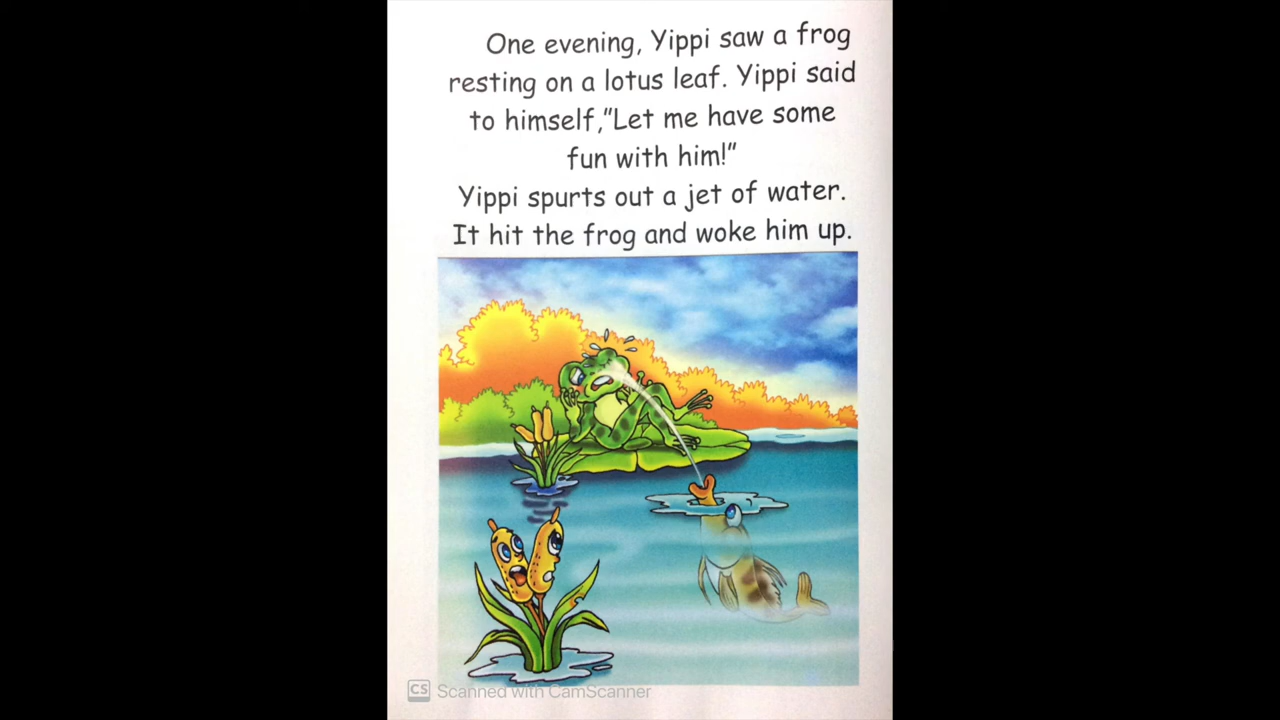 One evening, Yippi saw a frog
resting on a lotus leaf. Yippi said
to himself,"Let me have some
fun with him!"
Yippi spurts out a jet of water.
It hit the frog and woke him up.
CS Scanned with CamScanner